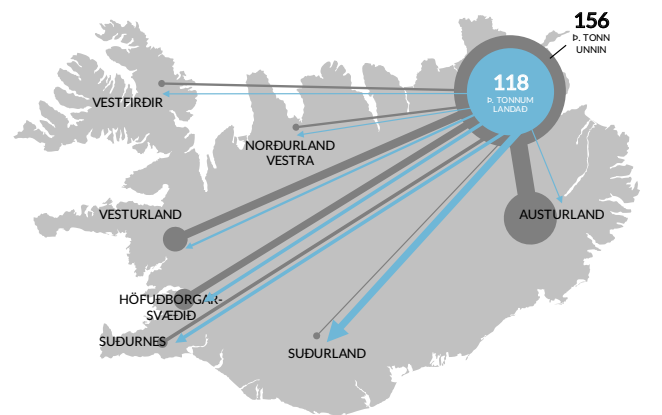 156
Þ. TONN
UNNIN
118
Þ. TONNUM
LANDAÐ
VESTFIRÐIR
NORÐURLAND
VESTRA
VESTURLAND
AUSTURLAND
HÖFUÐBORGAR-
SVÆÐIÐ
SUÐURNES
SUÐURLAND